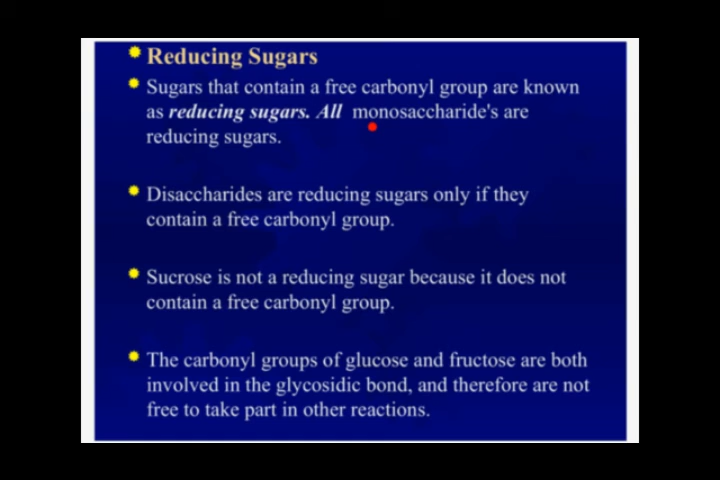 Reducing Sugars
Sugars that contain a free carbonyl group are known
as reducing sugars. All monosaccharide's are
reducing sugars.
Disaccharides are reducing sugars only if they
contain a free carbonyl group.
Sucrose is not a reducing sugar because it does not
contain a free carbonyl group.
The carbonyl groups of glucose and fructose are both
involved in the glycosidic bond, and therefore are not
free to take part in other reactions.